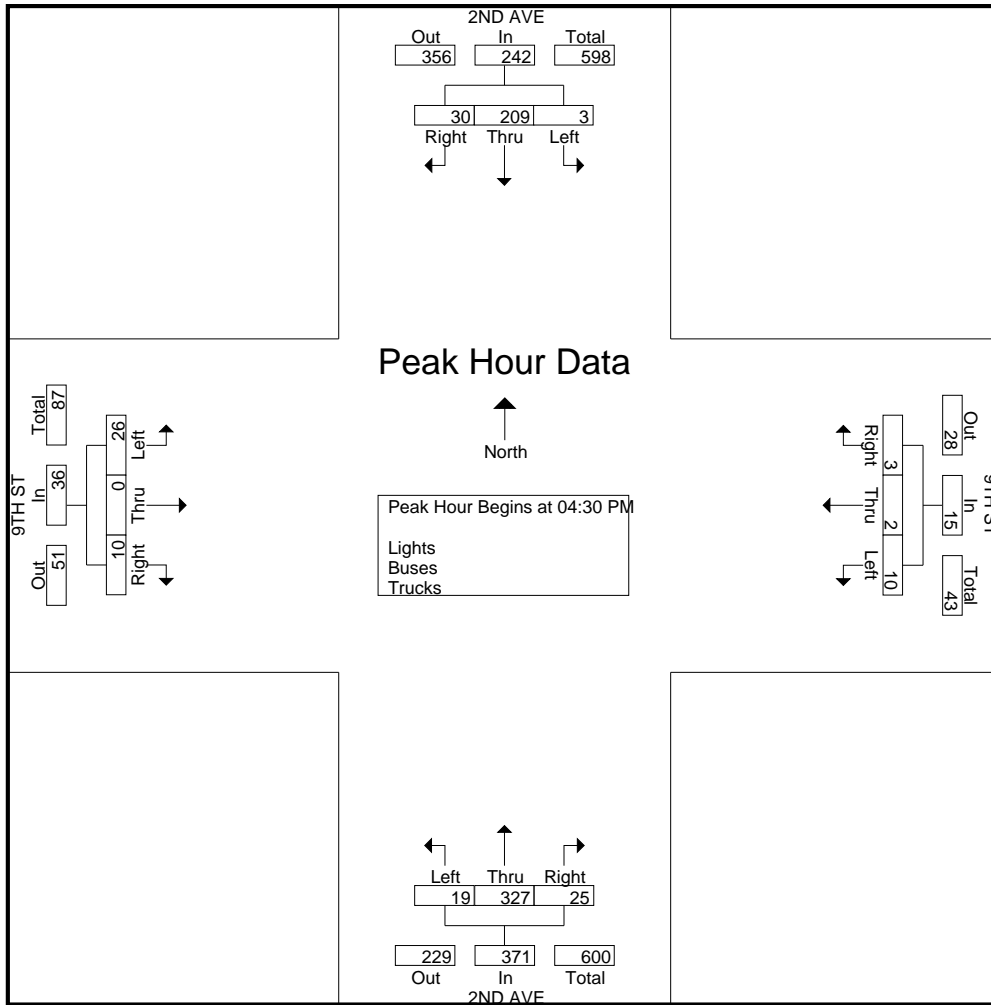 2ND AVE
Out In Total
356 242 598
30 209 3
Right Thru Left
Peak Hour Data
North
Peak Hour Begins at 04:30 PM
Lights
Buses
Trucks
9TH ST
Total In Out
87 36 51
26 0 10
Left Thru Right
9TH ST
Out In Total
28 15 43
3 2 10
Right Thru Left
Left Thru Right
19 327 25
229 371 600
Out In Total
2ND AVE